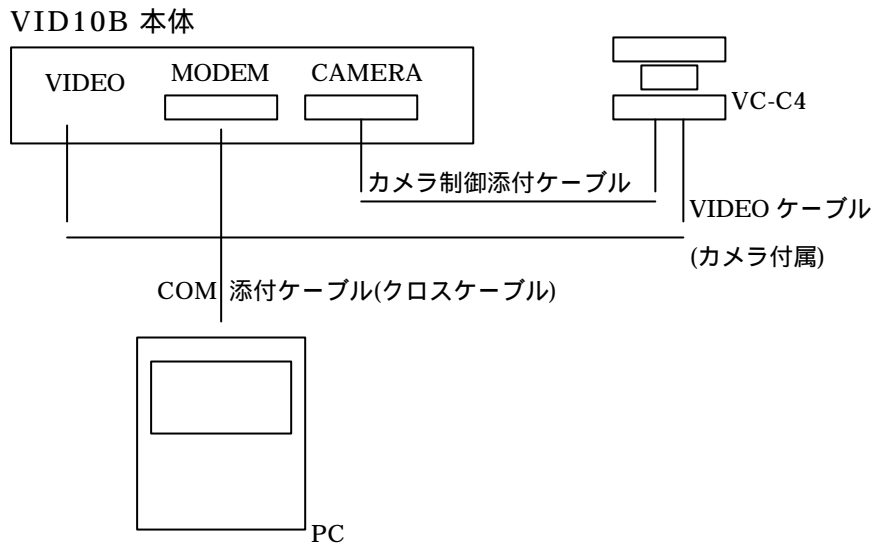 VID10B 本体
VIDEO
MODEM
CAMERA
VC-C4
カメラ制御添付ケーブル
VIDEO ケーブル
(カメラ付属)
COM 添付ケーブル(クロスケーブル)
PC